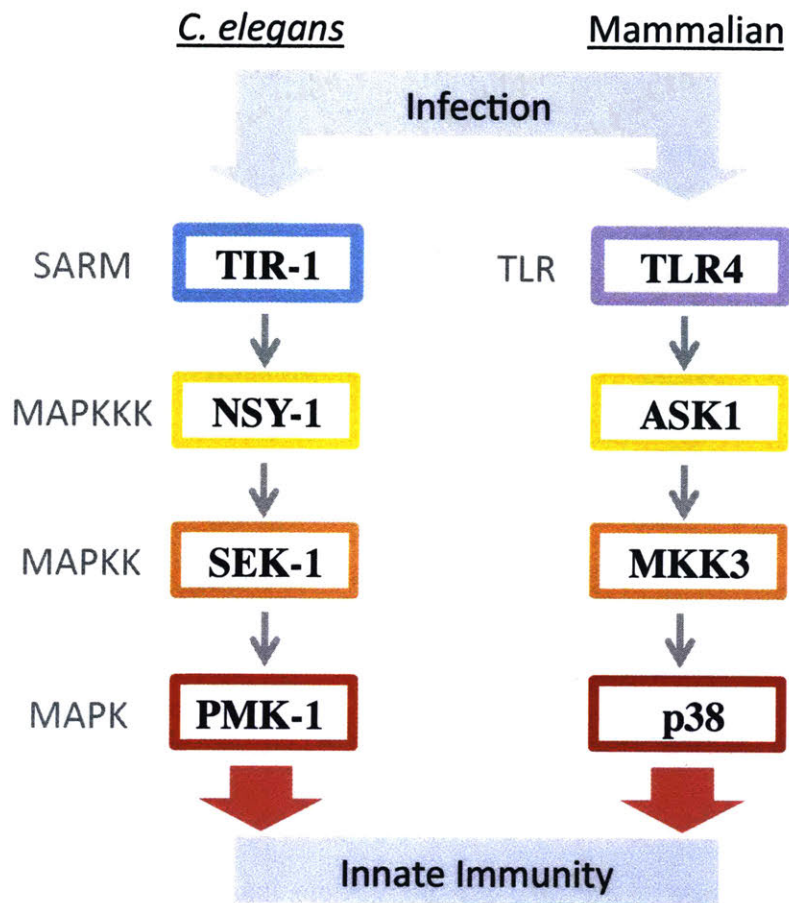 C. elegans
Mammalian
Infection
SARM
TIR-1
TLR
TLR4
MAPKKK
NSY-1
ASK1
MAPKK
SEK-1
MKK3
MAPK
PMK-1
p38
Innate Immunity